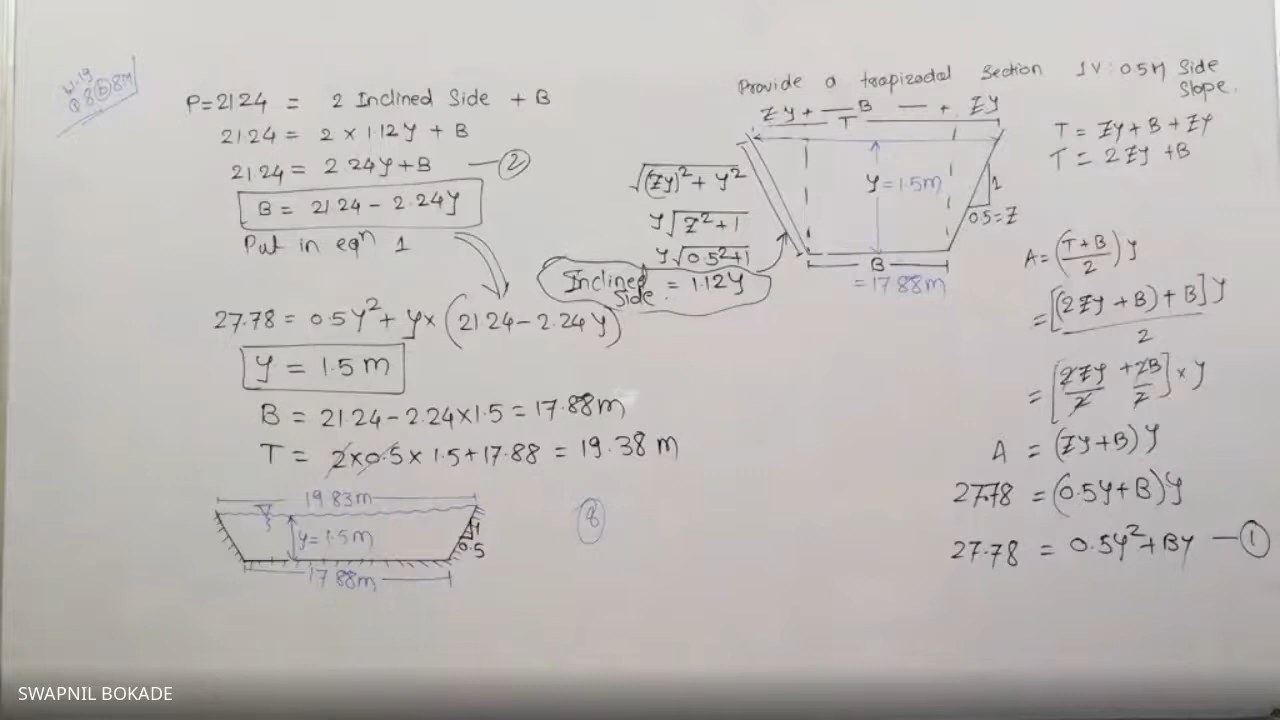 W-19
Q 8 b 8M
P=21.24 = 2 Inclined Side + B
21.24 = 2 × 1.12y + B
21.24 = 2.24y+B — 2
B = 21.24 - 2.24y
Put in eqn 1
27.78 = 0.5y² + y× (21.24 - 2.24y)
y = 1.5 m
B = 21.24 - 2.24×1.5 = 17.88m
T = 2×0.5× 1.5+17.88 = 19.38 m
19.83m
y=1.5m
1
0.5
17.88m
8
Provide a trapizodal Section 1V:0.5H Side
Slope.
Zy + — B — + Zy
T
y=1.5m
1
0.5=Z
B
= 17.88m
√(Zy)²+y²
y√Z²+1
y√0.5²+1
Inclined Side = 1.12y
T = Zy+B+Zy
T = 2Zy +B
A = (T+B/2) y
= [(2Zy +B)+B] y / 2
= [2Zy/2 + 2B/2] × y
A = (Zy+B) y
27.78 = (0.5y+B) y
27.78 = 0.5y²+By — 1
SWAPNIL BOKADE